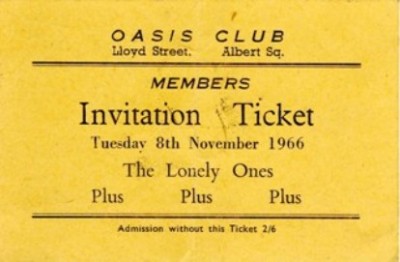 OASIS CLUB
Lloyd Street. Albert Sq.
MEMBERS
Invitation Ticket
Tuesday 8th November 1966
The Lonely Ones
Plus Plus Plus
Admission without this Ticket 2/6